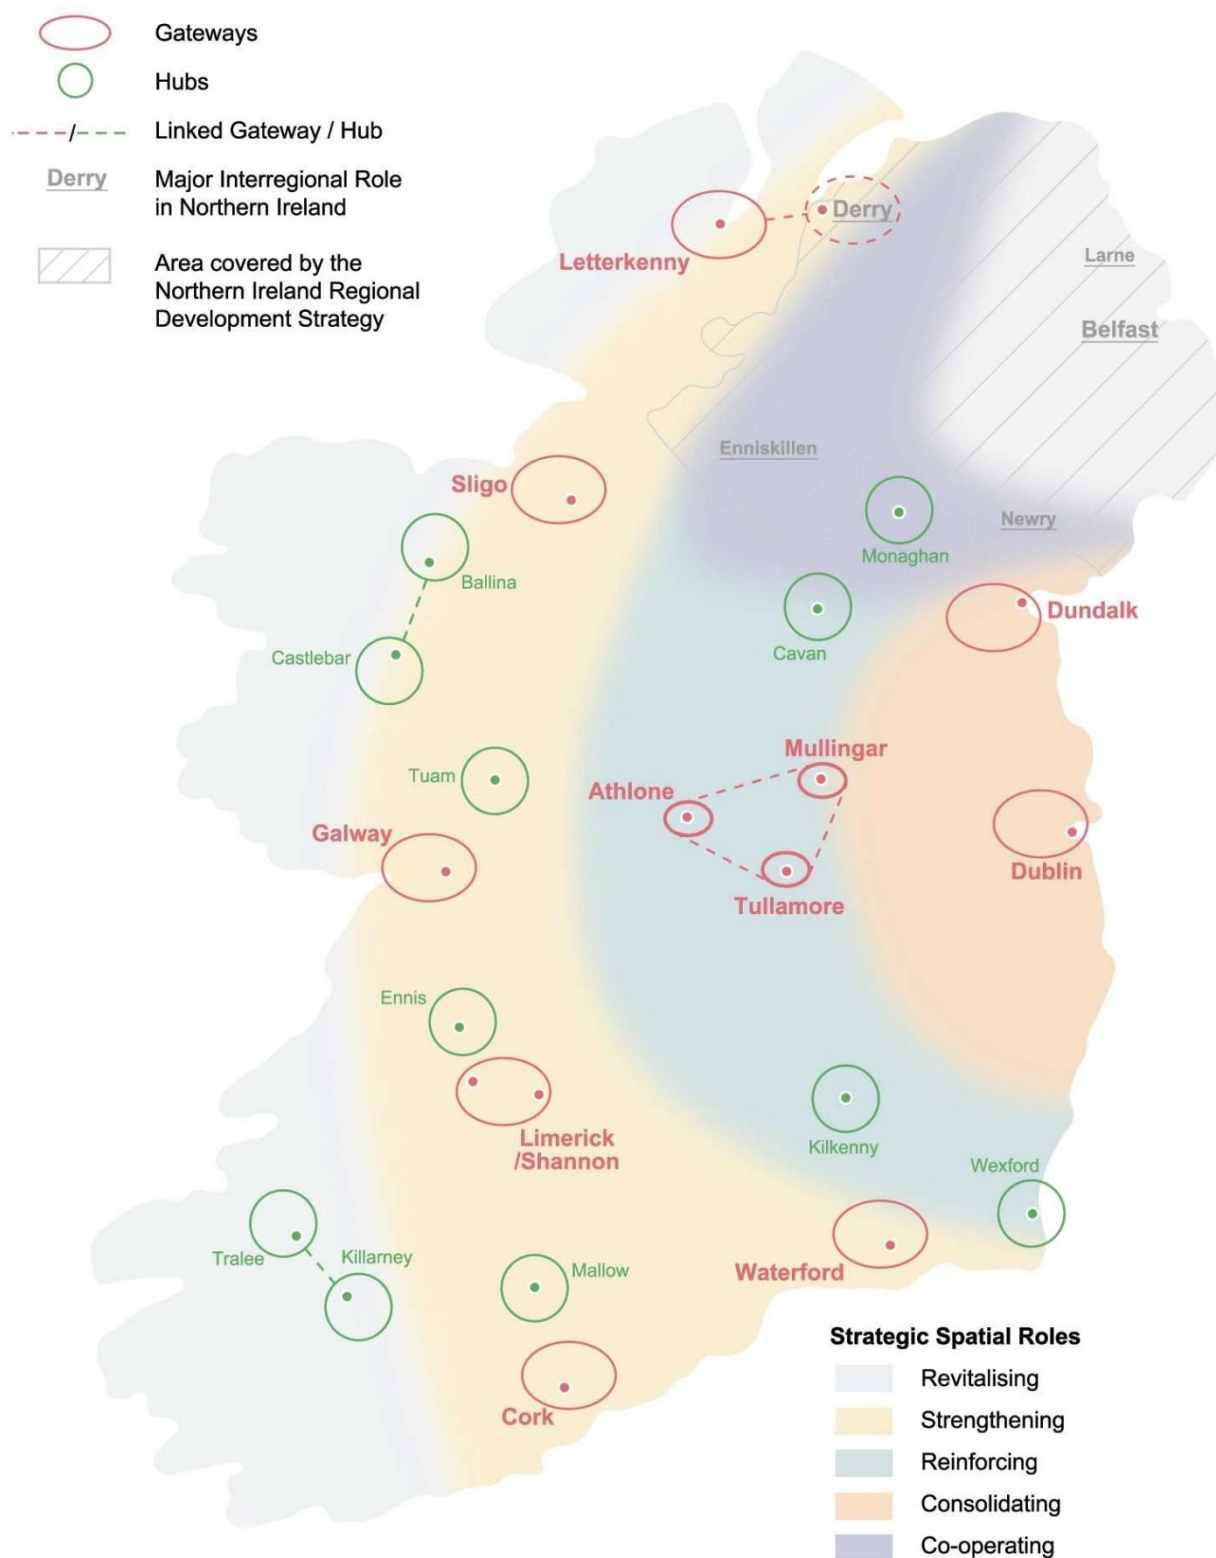 Gateways
Hubs
/
Linked Gateway / Hub
Derry
Major Interregional Role
in Northern Ireland
Area covered by the
Northern Ireland Regional
Development Strategy
Letterkenny
Derry
Larne
Belfast
Enniskillen
Sligo
Newry
Monaghan
Ballina
Dundalk
Castlebar
Cavan
Mullingar
Tuam
Athlone
Galway
Dublin
Tullamore
Ennis
Limerick
/Shannon
Kilkenny
Wexford
Tralee
Killarney
Mallow
Waterford
Cork
Strategic Spatial Roles
Revitalising
Strengthening
Reinforcing
Consolidating
Co-operating